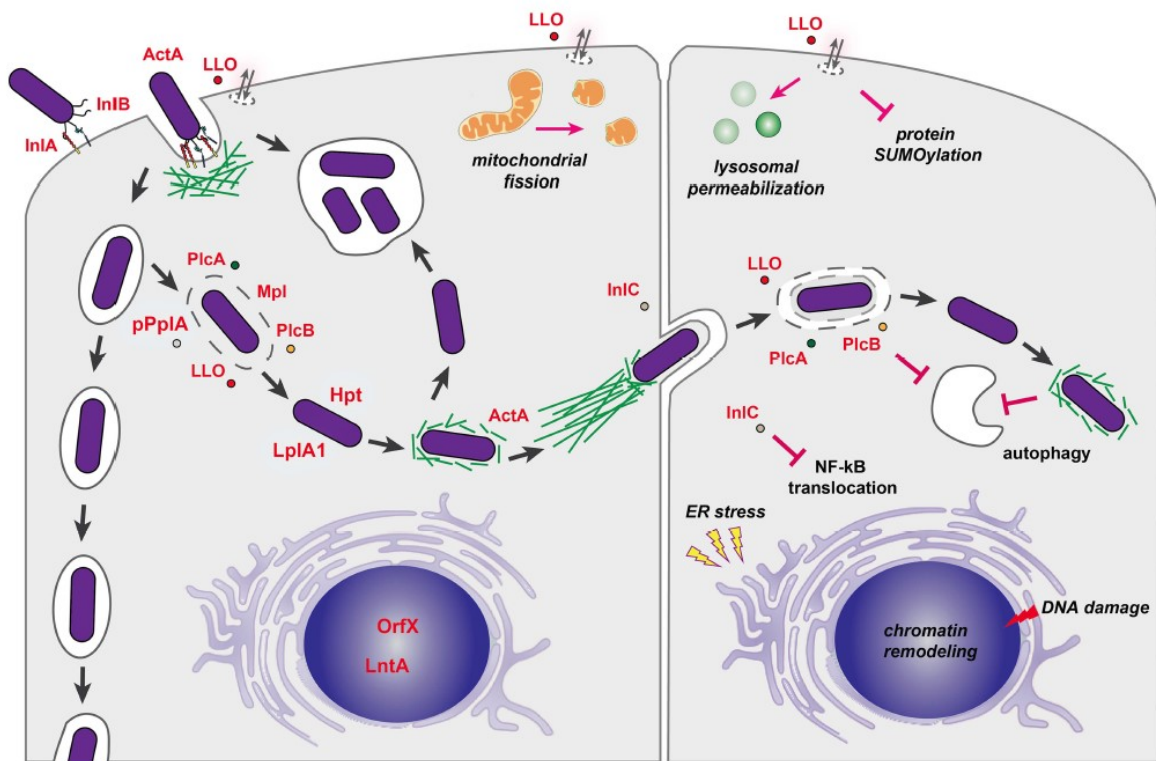 LLO
LLO
ActA
LLO
InlB
InlA
mitochondrial
fission
lysosomal
permeabilization
protein
SUMOylation
PlcA
Mpl
pPplA
PlcB
LLO
Hpt
LplA1
ActA
InlC
LLO
PlcA
PlcB
InlC
autophagy
NF-kB
translocation
ER stress
OrfX
LntA
DNA damage
chromatin
remodeling